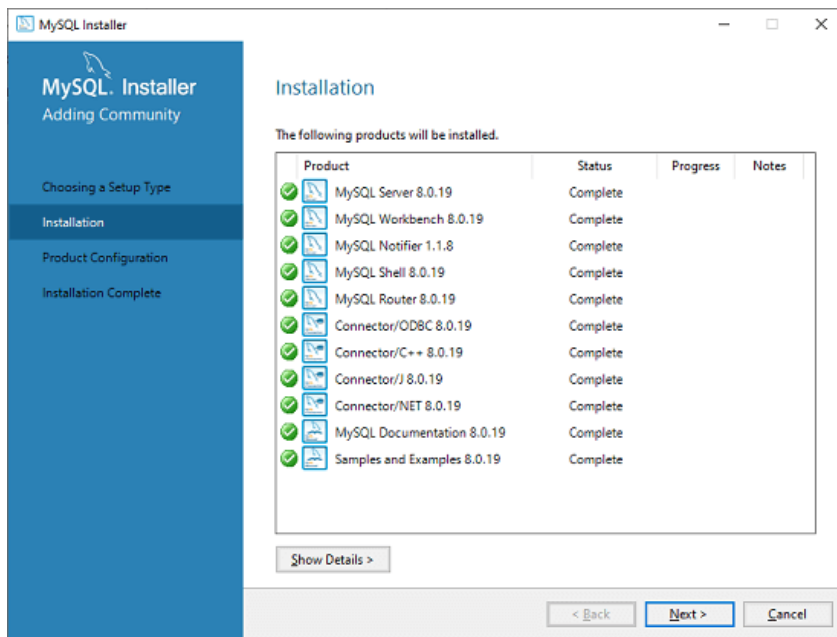 MySQL Installer
MySQL. Installer
Adding Community
Choosing a Setup Type
Installation
Product Configuration
Installation Complete
Installation
The following products will be installed.
Product Status Progress Notes
MySQL Server 8.0.19 Complete
MySQL Workbench 8.0.19 Complete
MySQL Notifier 1.1.8 Complete
MySQL Shell 8.0.19 Complete
MySQL Router 8.0.19 Complete
Connector/ODBC 8.0.19 Complete
Connector/C++ 8.0.19 Complete
Connector/J 8.0.19 Complete
Connector/NET 8.0.19 Complete
MySQL Documentation 8.0.19 Complete
Samples and Examples 8.0.19 Complete
Show Details >
< Back Next > Cancel